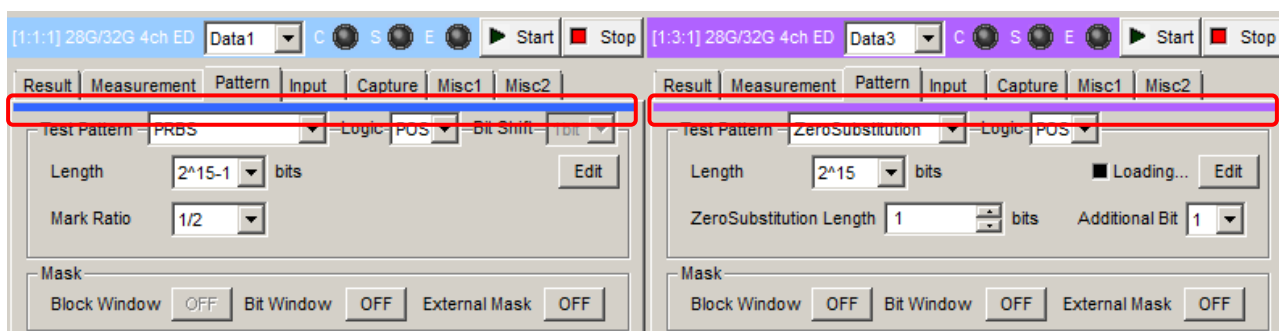 [1:1:1] 28G/32G 4ch ED Data1 C S E Start Stop
Result Measurement Pattern Input Capture Misc1 Misc2
Test Pattern PRBS Logic POS Bit Shift 1bit
Length 2^15-1 bits Edit
Mark Ratio 1/2
Mask
Block Window OFF Bit Window OFF External Mask OFF
[1:3:1] 28G/32G 4ch ED Data3 C S E Start Stop
Result Measurement Pattern Input Capture Misc1 Misc2
Test Pattern ZeroSubstitution Logic POS
Length 2^15 bits Loading... Edit
ZeroSubstitution Length 1 bits Additional Bit 1
Mask
Block Window OFF Bit Window OFF External Mask OFF